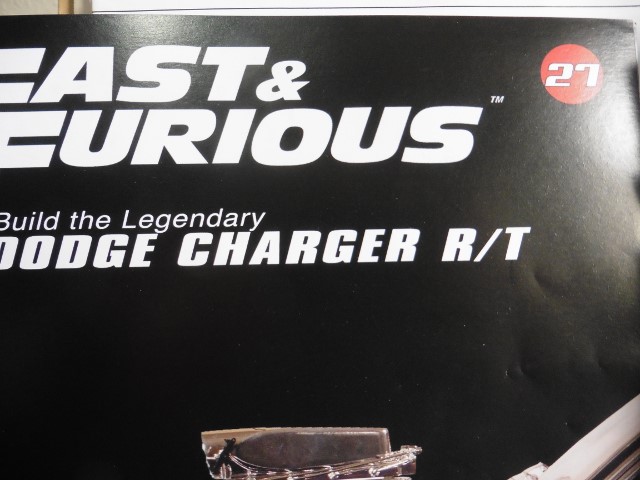 FAST &
FURIOUS™
27
Build the Legendary
DODGE CHARGER R/T